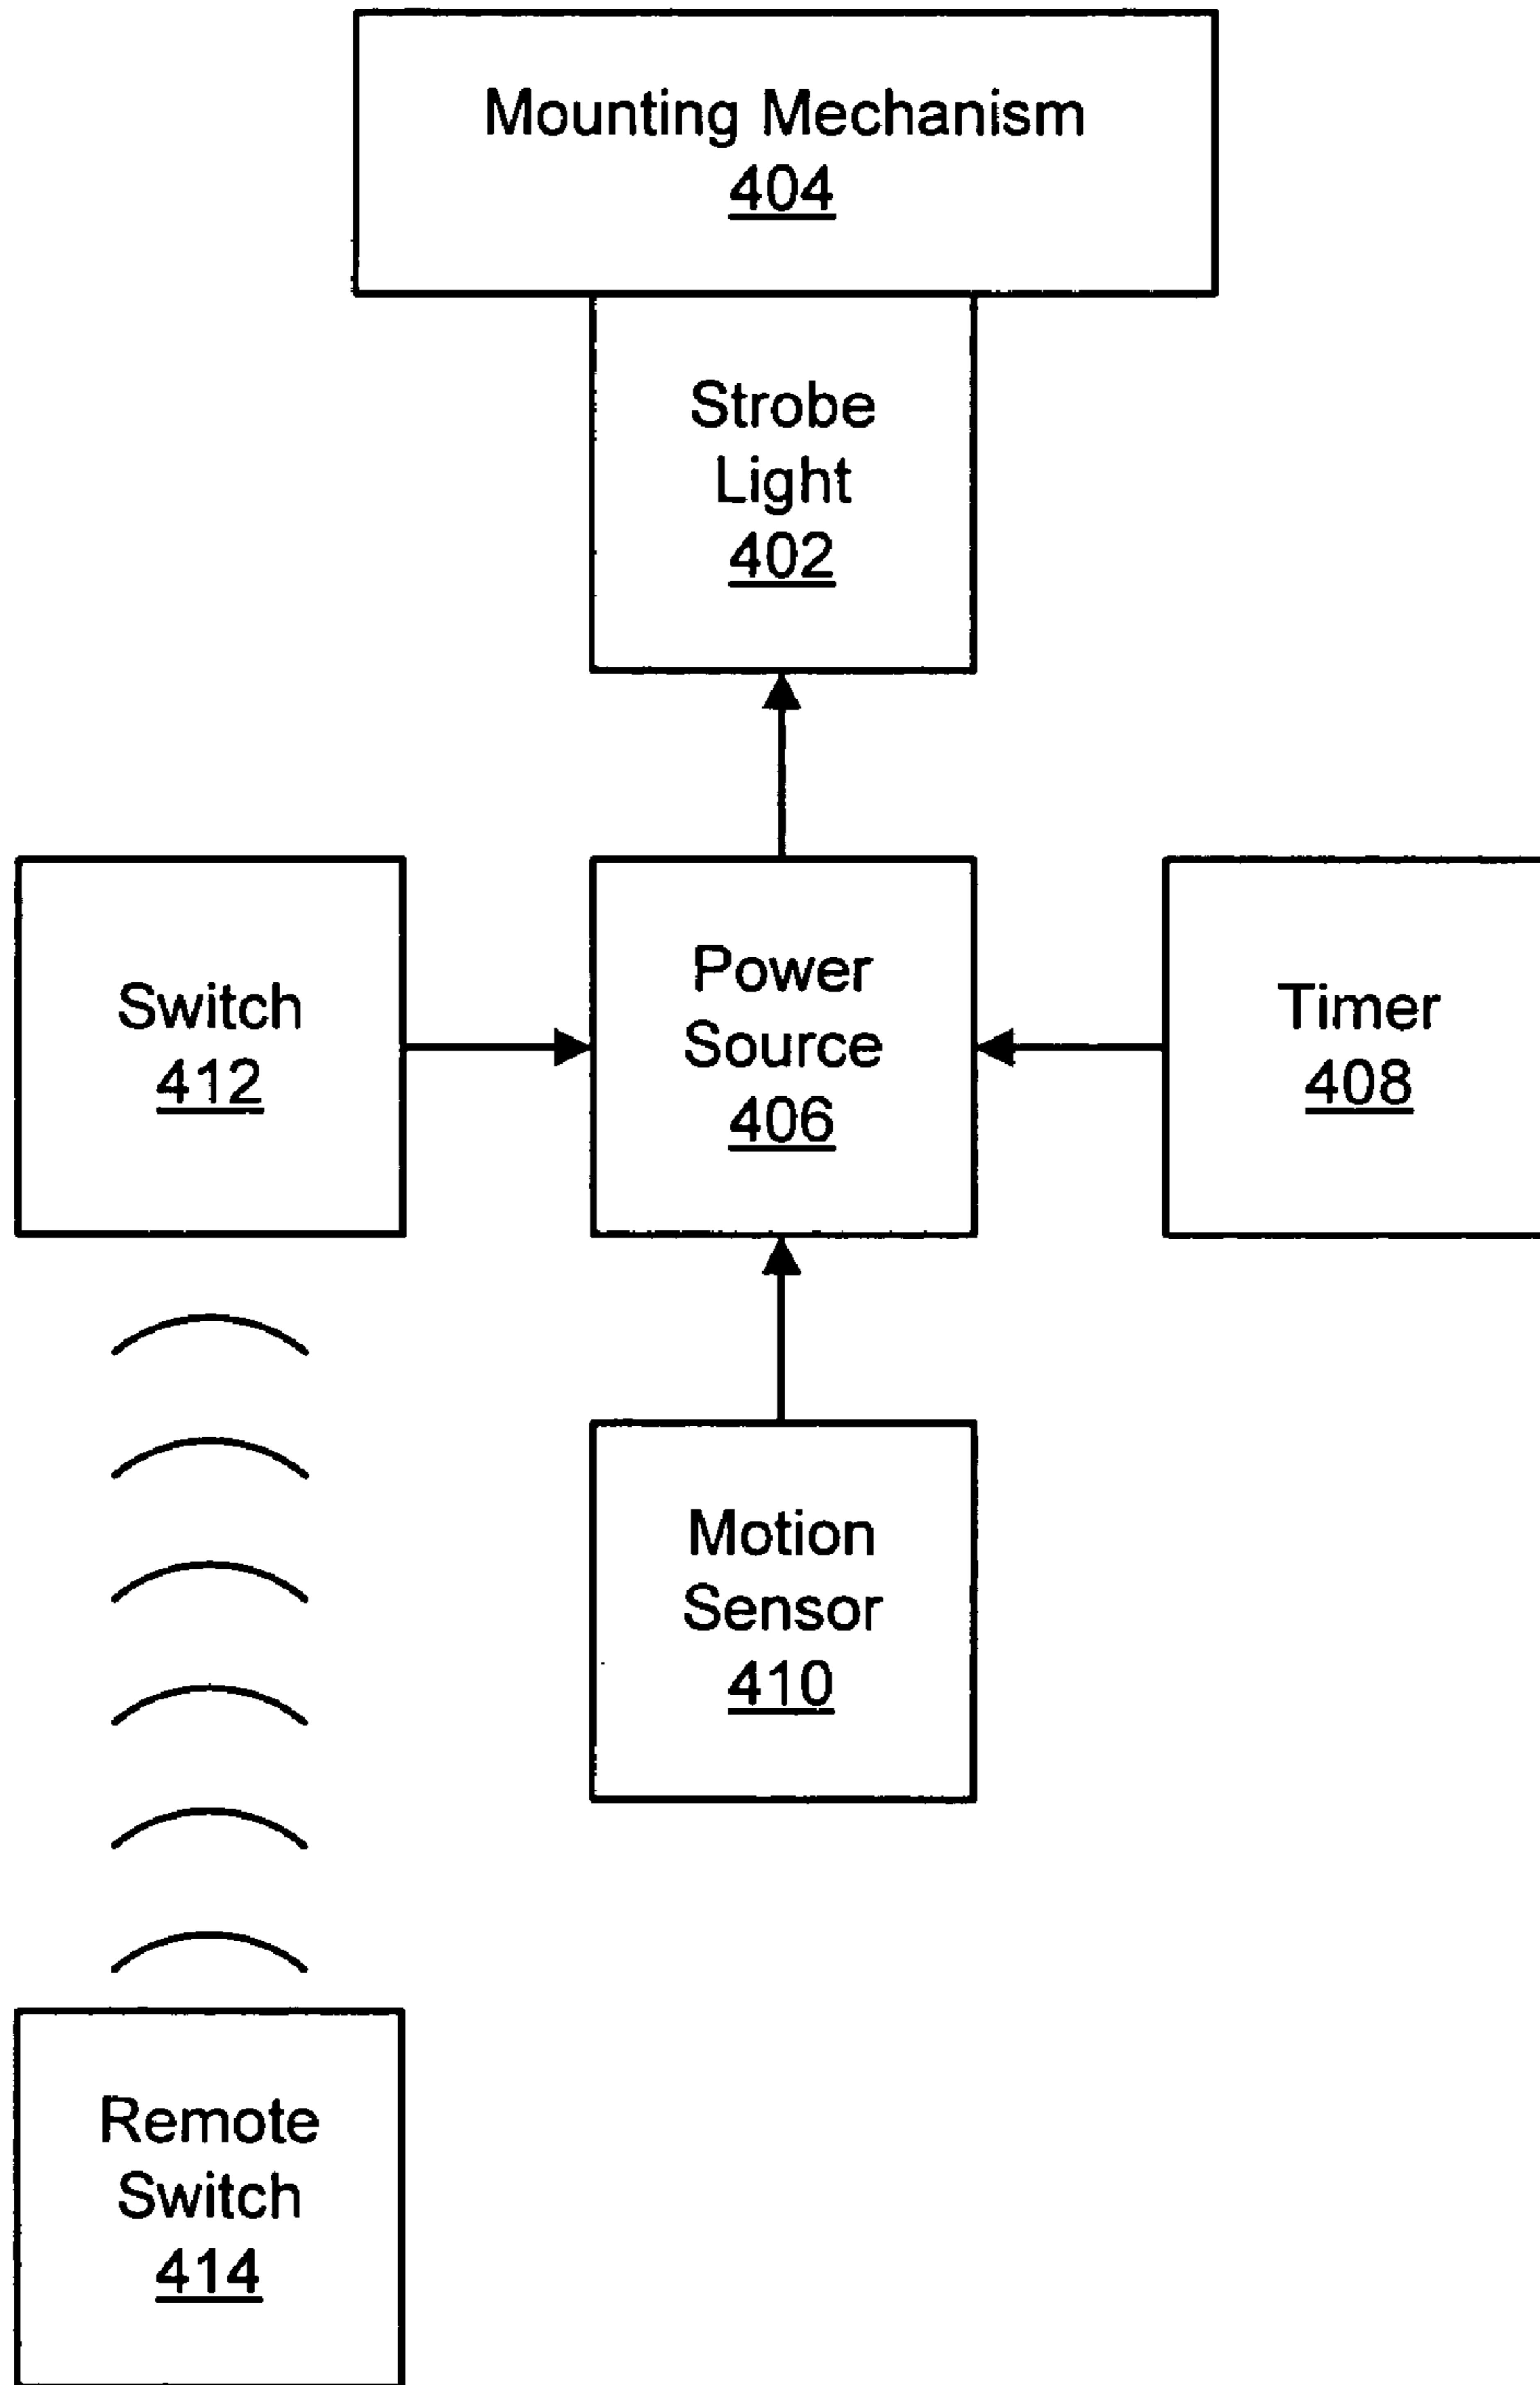 Mounting Mechanism
404
Strobe
Light
402
Switch
412
Power
Source
406
Timer
408
Motion
Sensor
410
Remote
Switch
414